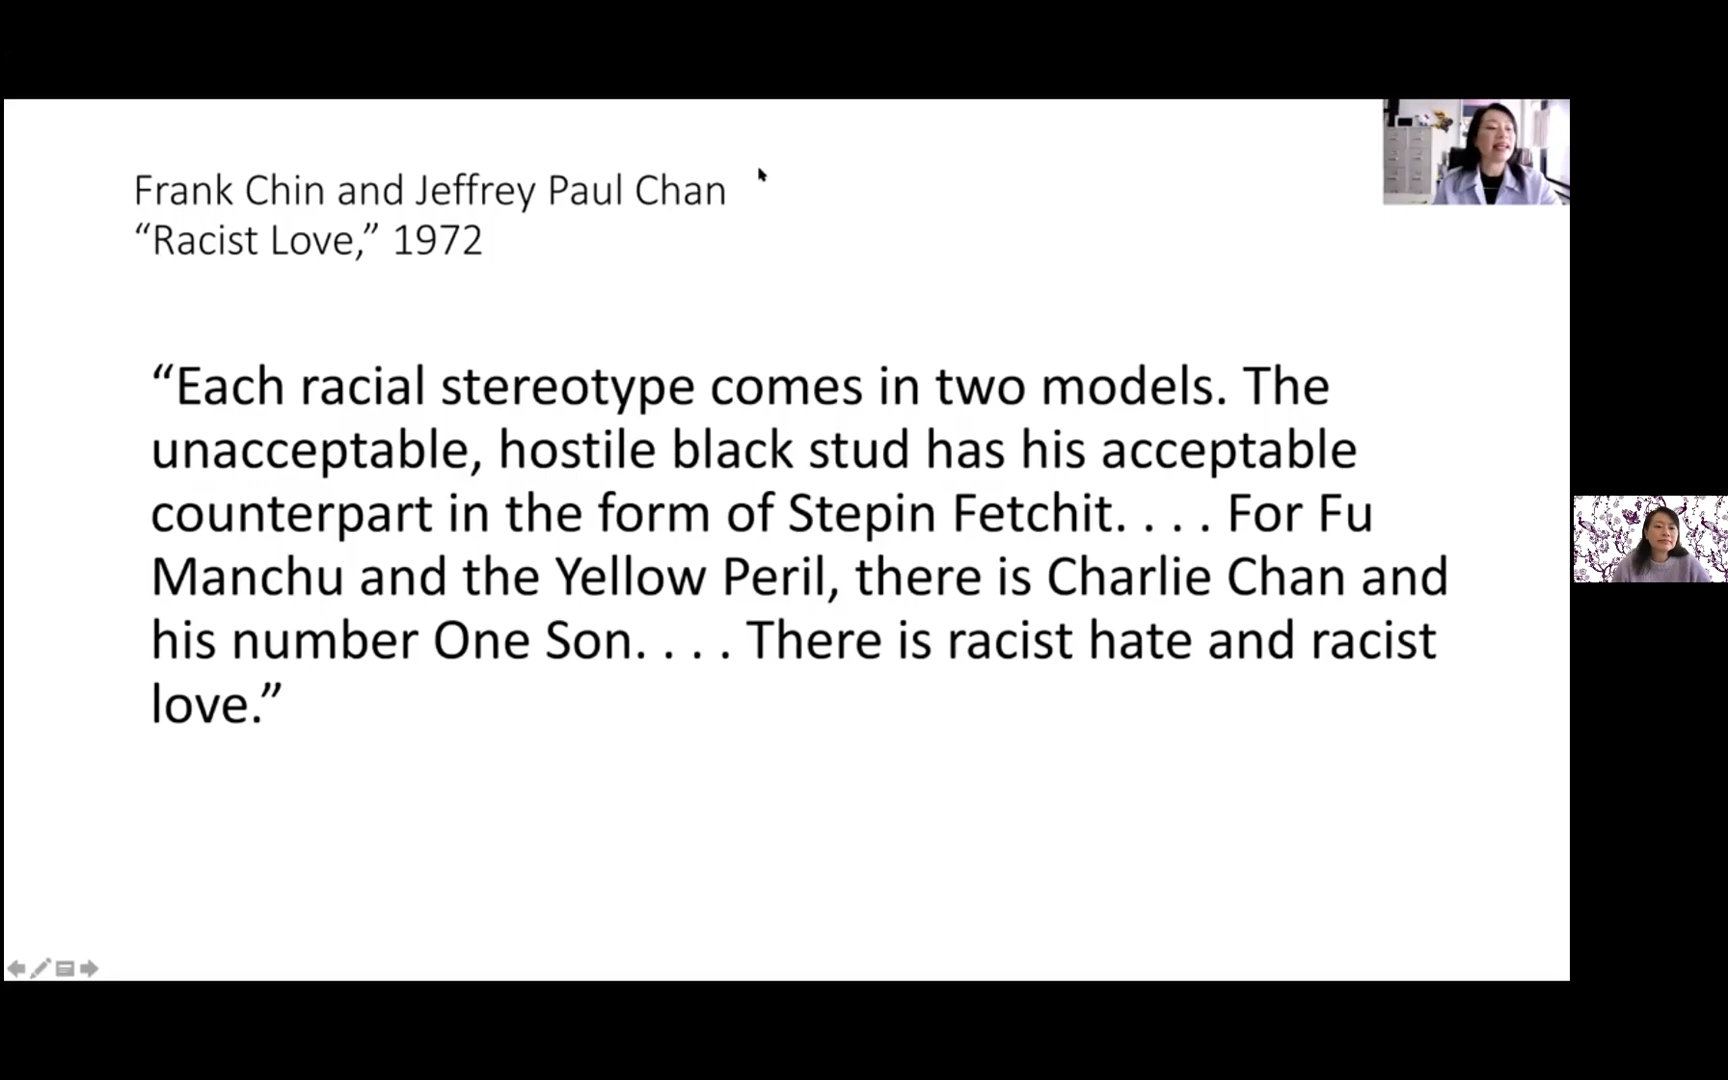 Frank Chin and Jeffrey Paul Chan
“Racist Love,” 1972
“Each racial stereotype comes in two models. The
unacceptable, hostile black stud has his acceptable
counterpart in the form of Stepin Fetchit. . . . For Fu
Manchu and the Yellow Peril, there is Charlie Chan and
his number One Son. . . . There is racist hate and racist
love.”